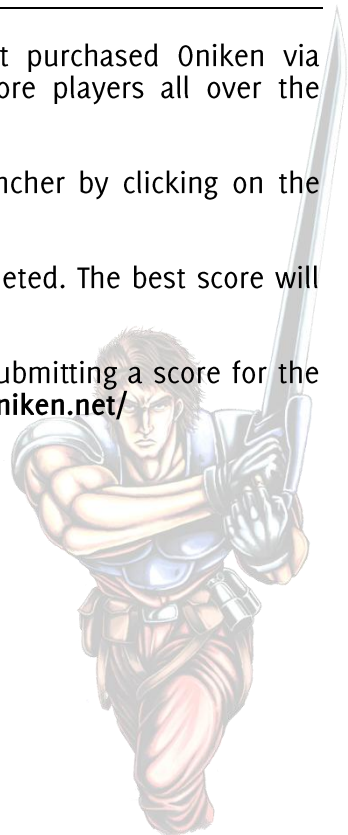 t purchased Oniken via
ore players all over the
ncher by clicking on the
eted. The best score will
ubmitting a score for the
niken.net/